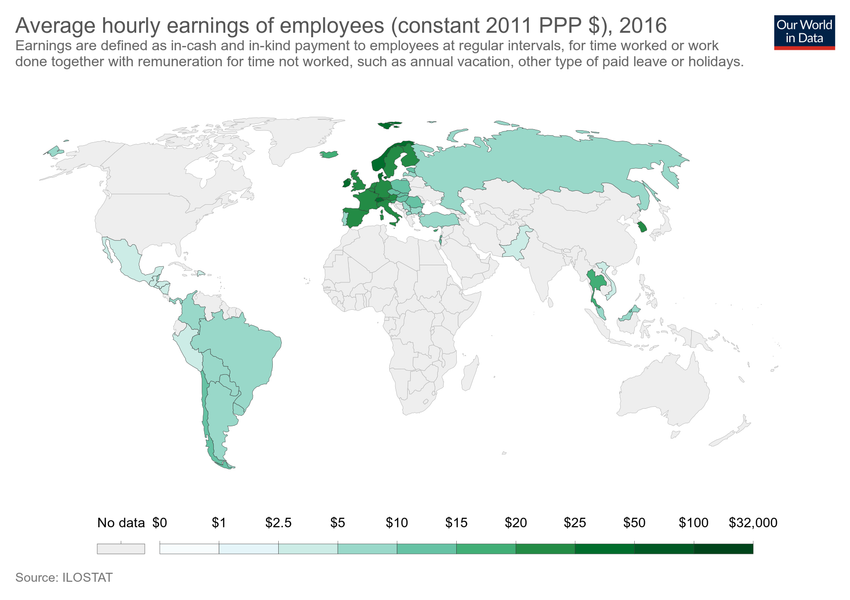 Average hourly earnings of employees (constant 2011 PPP $), 2016
Our World
in Data
Earnings are defined as in-cash and in-kind payment to employees at regular intervals, for time worked or work
done together with remuneration for time not worked, such as annual vacation, other type of paid leave or holidays.
No data $0 $1 $2.5 $5 $10 $15 $20 $25 $50 $100 $32,000
Source: ILOSTAT